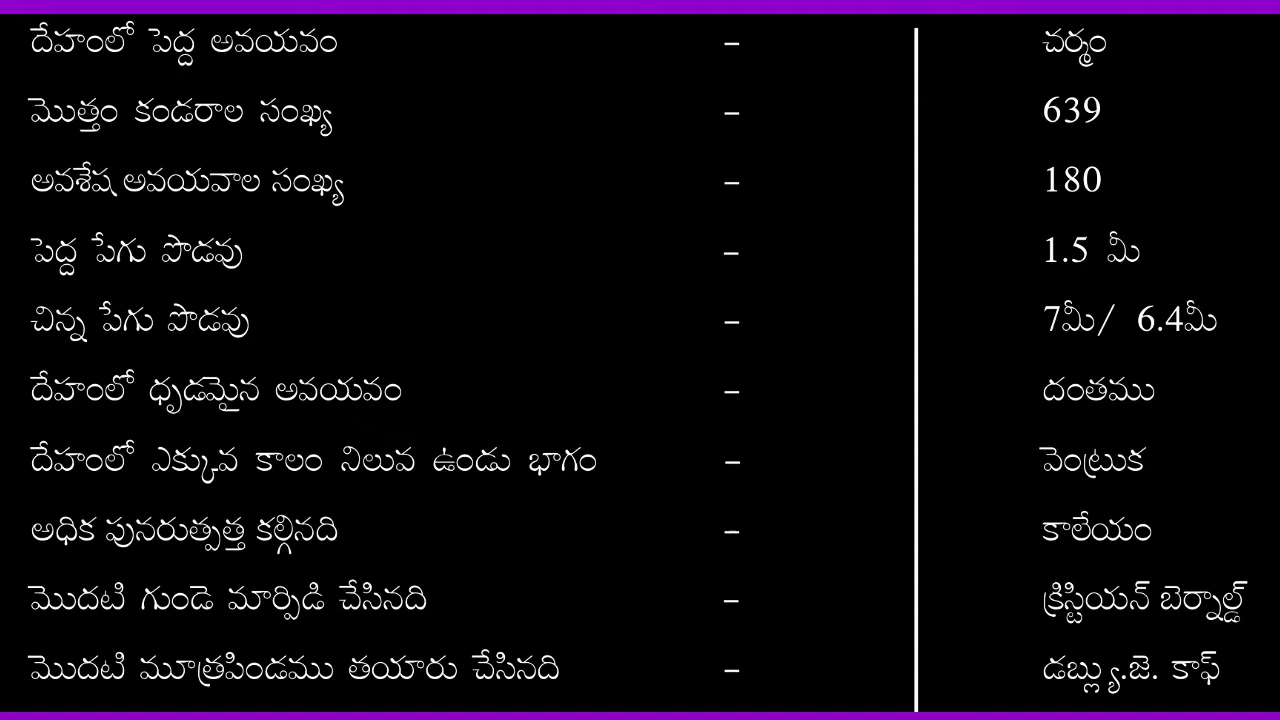 దేహంలో పెద్ద అవయవం – చర్మం
మొత్తం కండరాల సంఖ్య – 639
అవశేష అవయవాల సంఖ్య – 180
పెద్ద పేగు పొడవు – 1.5 మీ
చిన్న పేగు పొడవు – 7మీ/ 6.4మీ
దేహంలో ధృడమైన అవయవం – దంతము
దేహంలో ఎక్కువ కాలం నిలువ ఉండు భాగం – వెంట్రుక
అధిక పునరుత్పత్త కల్గినది – కాలేయం
మొదటి గుండె మార్పిడి చేసినది – క్రిస్టియన్ బెర్నాల్డ్
మొదటి మూత్రపిండము తయారు చేసినది – డబ్ల్యు.జె. కాఫ్